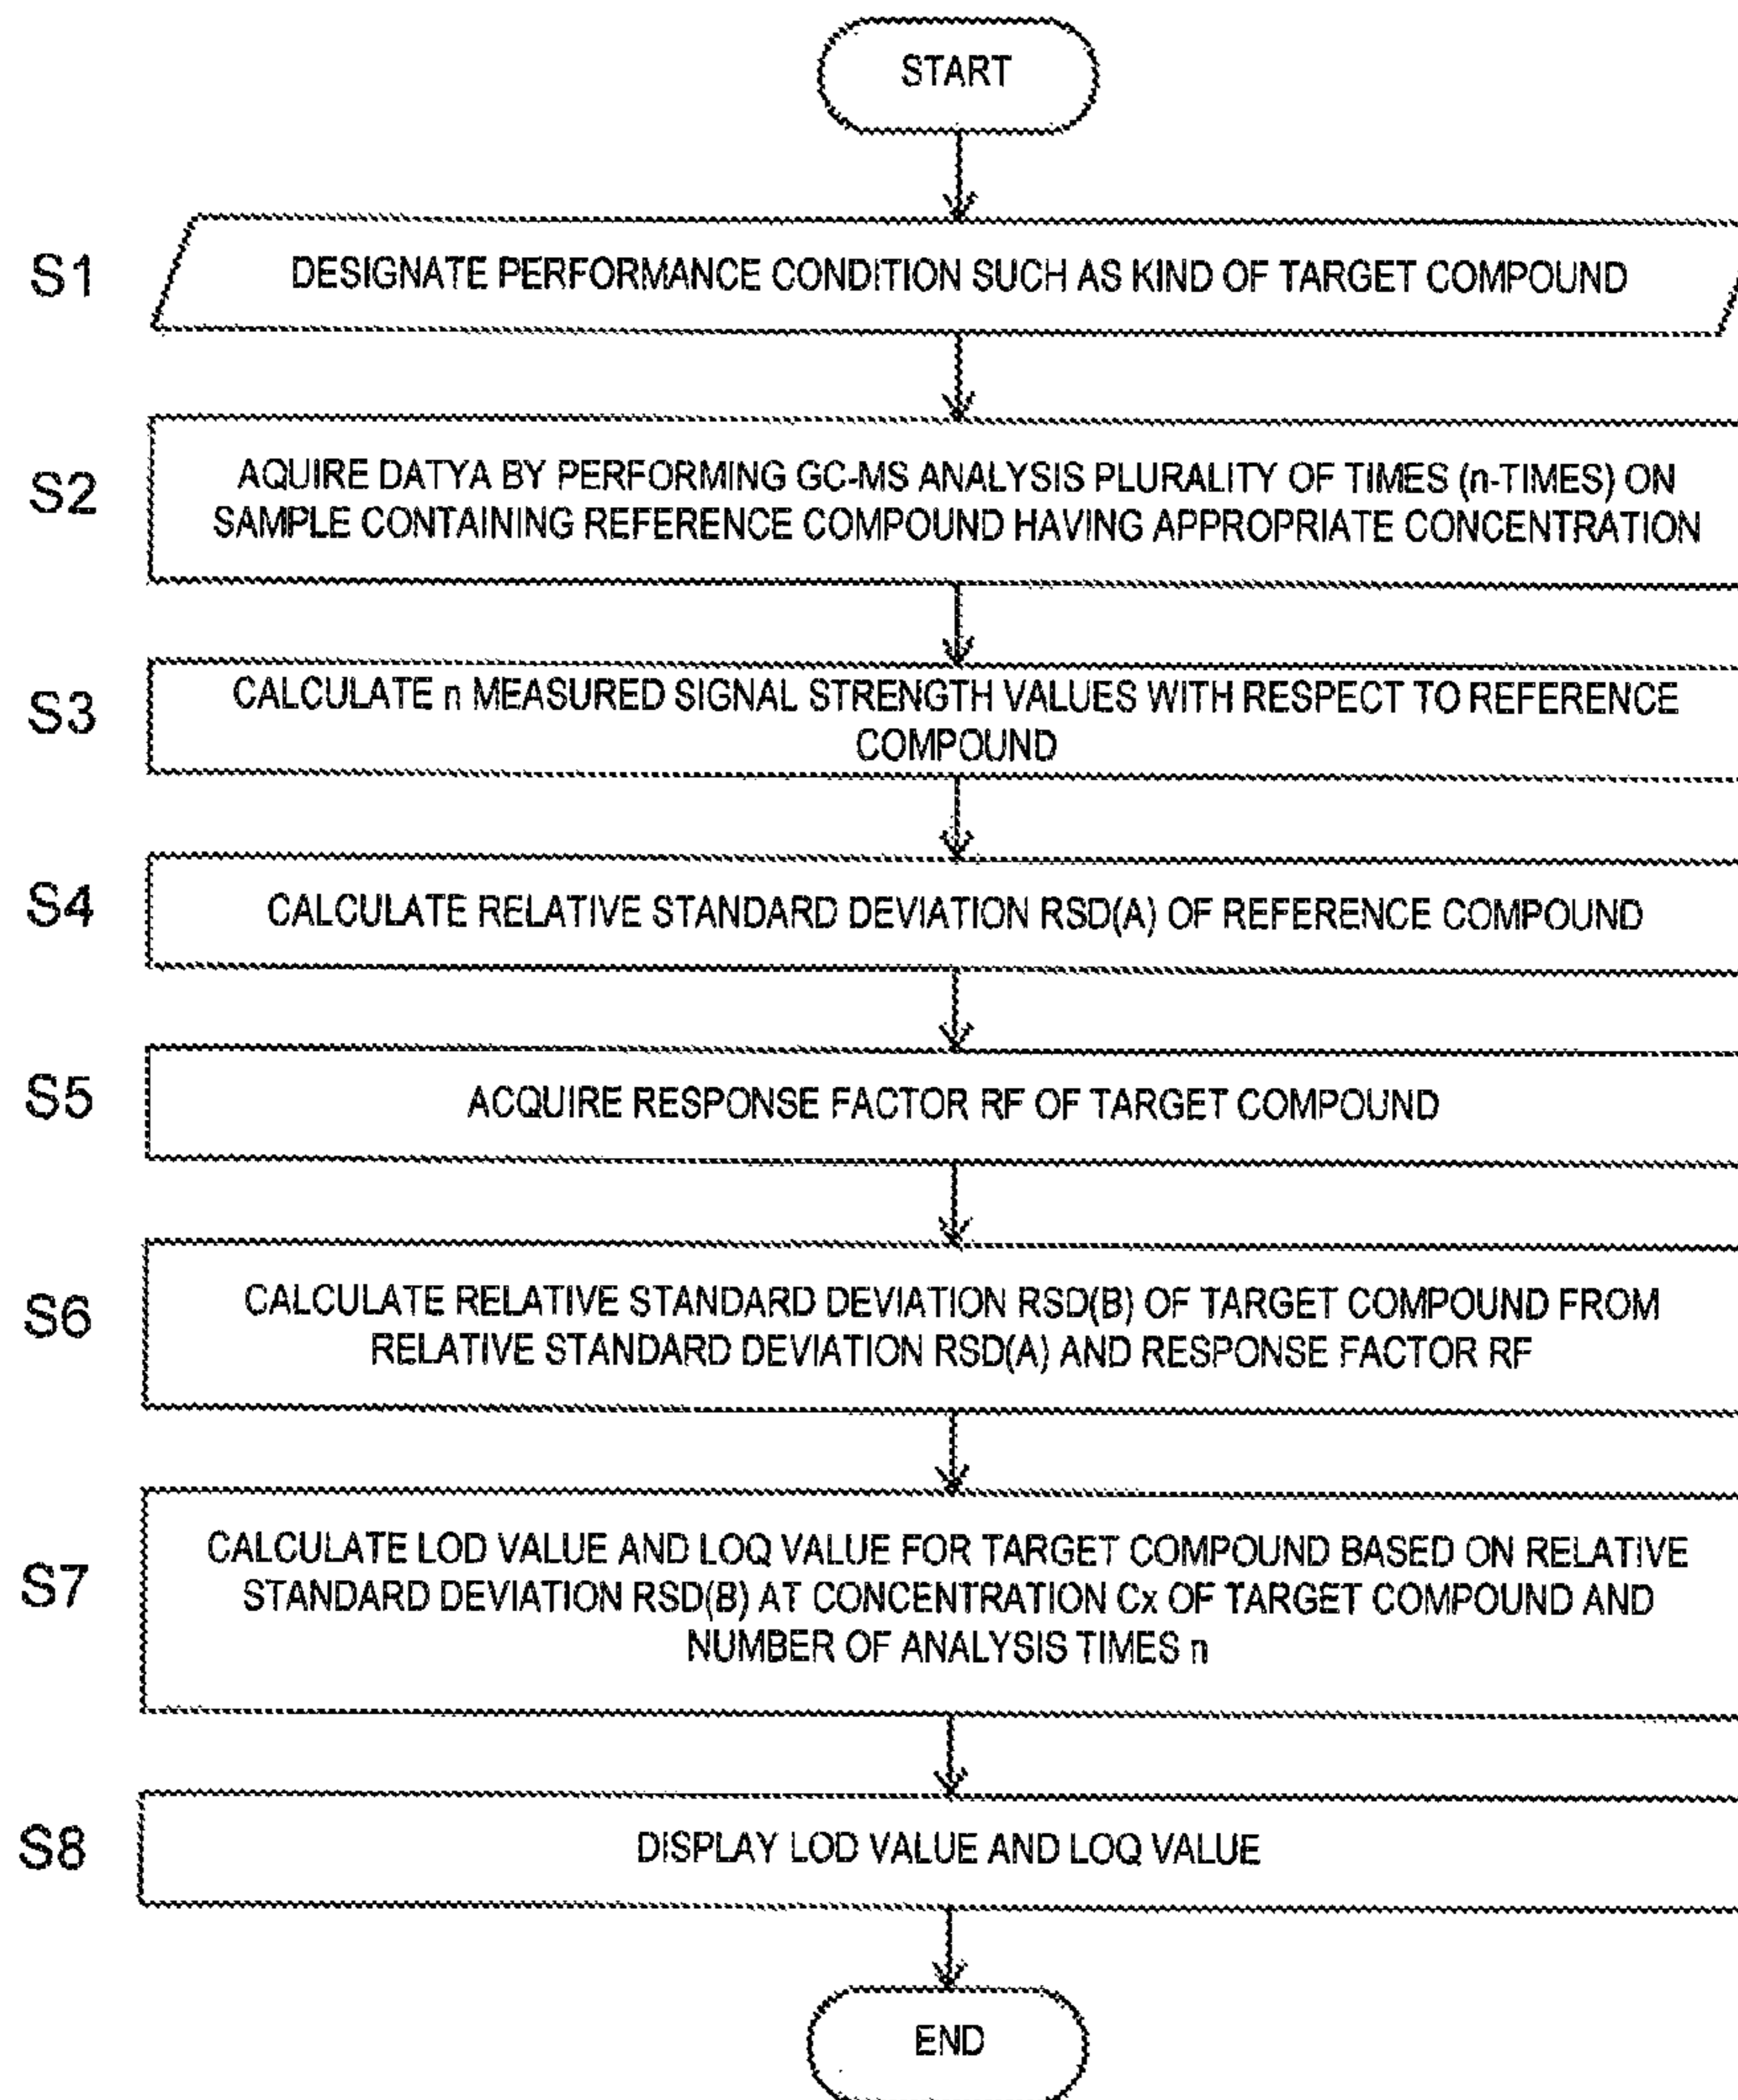 START
S1
DESIGNATE PERFORMANCE CONDITION SUCH AS KIND OF TARGET COMPOUND
S2
AQUIRE DATYA BY PERFORMING GC-MS ANALYSIS PLURALITY OF TIMES (n-TIMES) ON
SAMPLE CONTAINING REFERENCE COMPOUND HAVING APPROPRIATE CONCENTRATION
S3
CALCULATE n MEASURED SIGNAL STRENGTH VALUES WITH RESPECT TO REFERENCE
COMPOUND
S4
CALCULATE RELATIVE STANDARD DEVIATION RSD(A) OF REFERENCE COMPOUND
S5
ACQUIRE RESPONSE FACTOR RF OF TARGET COMPOUND
S6
CALCULATE RELATIVE STANDARD DEVIATION RSD(B) OF TARGET COMPOUND FROM
RELATIVE STANDARD DEVIATION RSD(A) AND RESPONSE FACTOR RF
S7
CALCULATE LOD VALUE AND LOQ VALUE FOR TARGET COMPOUND BASED ON RELATIVE
STANDARD DEVIATION RSD(B) AT CONCENTRATION Cx OF TARGET COMPOUND AND
NUMBER OF ANALYSIS TIMES n
S8
DISPLAY LOD VALUE AND LOQ VALUE
END